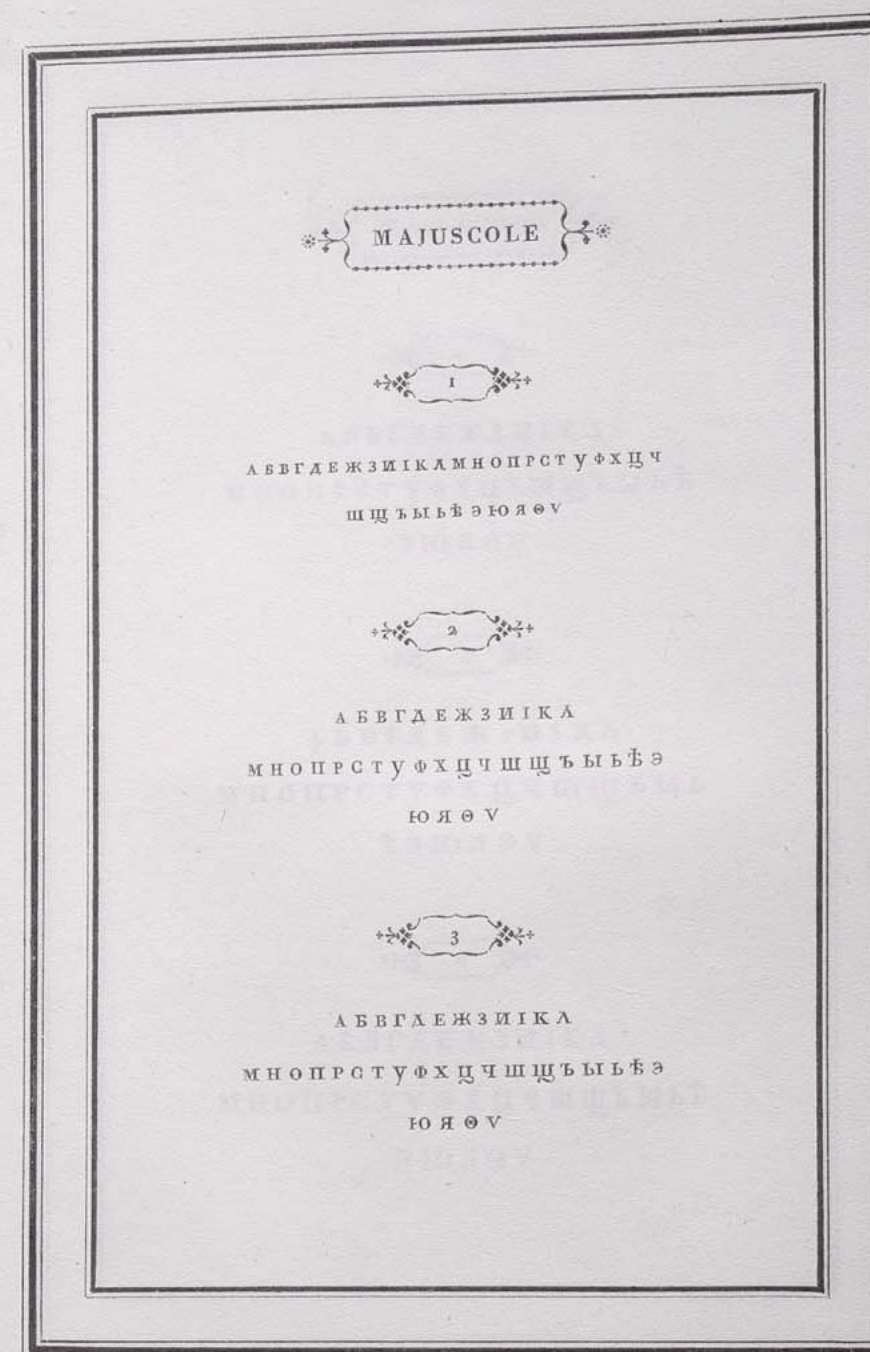 MAJUSCOLE
1
АБВГДЕЖЗИІКЛМНОПРСТУФХЦЧ
ШЩЪЫЬѢЭЮЯѲѴ
2
АБВГДЕЖЗИІКЛ
МНОПРСТУФХЦЧШЩЪЫЬѢЭ
ЮЯѲѴ
3
АБВГДЕЖЗИІКЛ
МНОПРСТУФХЦЧШЩЪЫЬѢЭ
ЮЯѲѴ